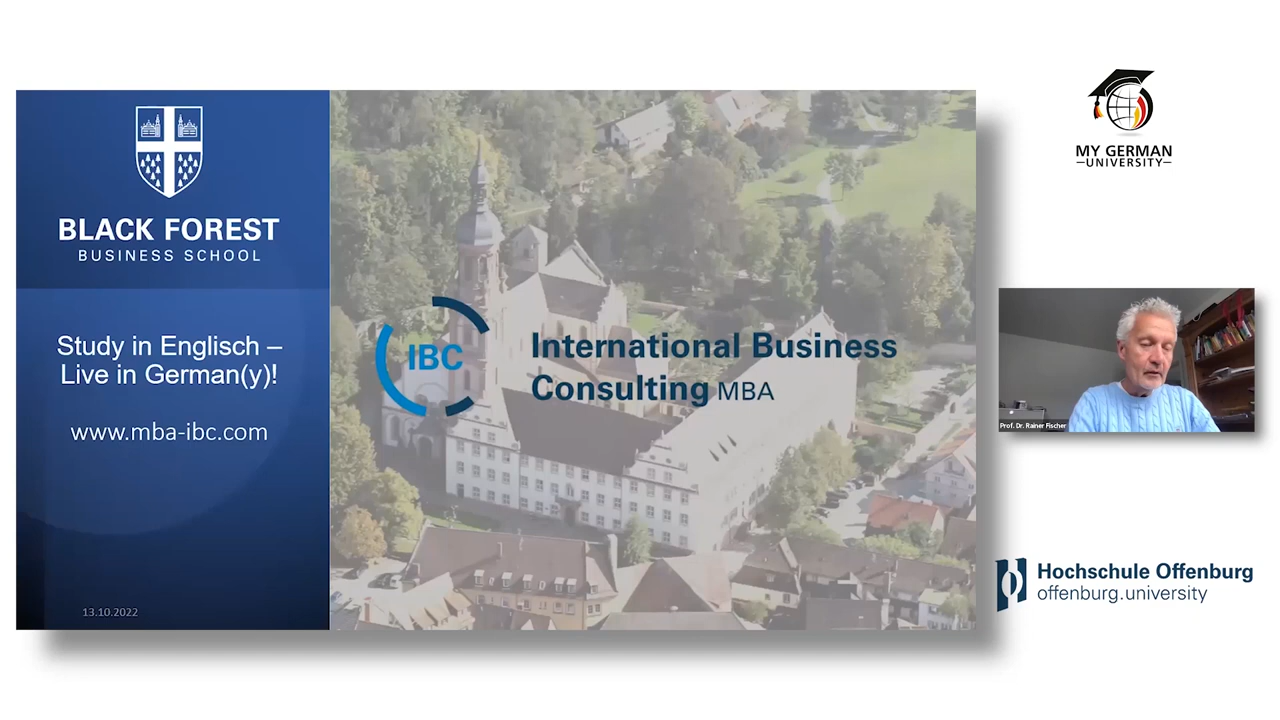 BLACK FOREST
BUSINESS SCHOOL
Study in Englisch –
Live in German(y)!
www.mba-ibc.com
13.10.2022
IBC
International Business
Consulting MBA
MY GERMAN
UNIVERSITY
Prof. Dr. Rainer Fischer
Hochschule Offenburg
offenburg.university